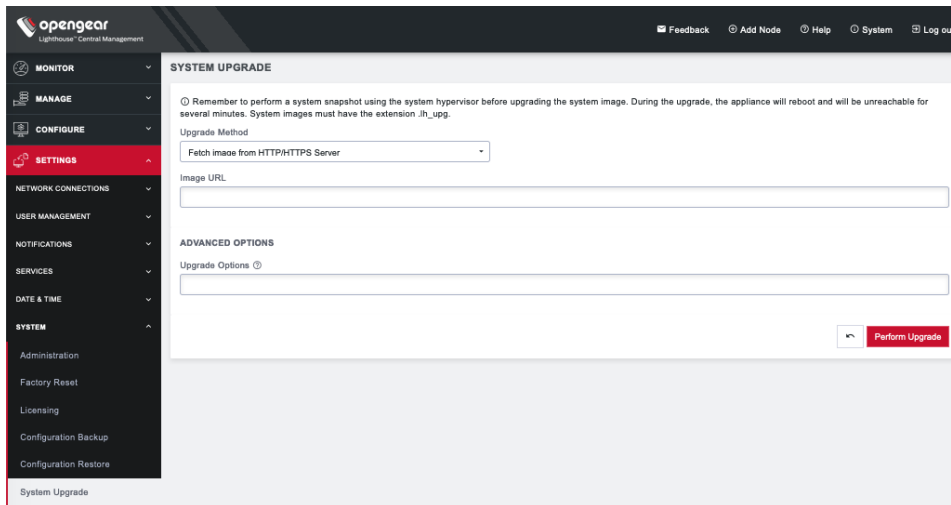 opengear
Lighthouse™ Central Management
Feedback
Add Node
Help
System
Log ou
MONITOR
MANAGE
CONFIGURE
SETTINGS
NETWORK CONNECTIONS
USER MANAGEMENT
NOTIFICATIONS
SERVICES
DATE & TIME
SYSTEM
Administration
Factory Reset
Licensing
Configuration Backup
Configuration Restore
System Upgrade
SYSTEM UPGRADE
Remember to perform a system snapshot using the system hypervisor before upgrading the system image. During the upgrade, the appliance will reboot and will be unreachable for
several minutes. System images must have the extension .lh_upg.
Upgrade Method
Fetch image from HTTP/HTTPS Server
Image URL
ADVANCED OPTIONS
Upgrade Options
Perform Upgrade